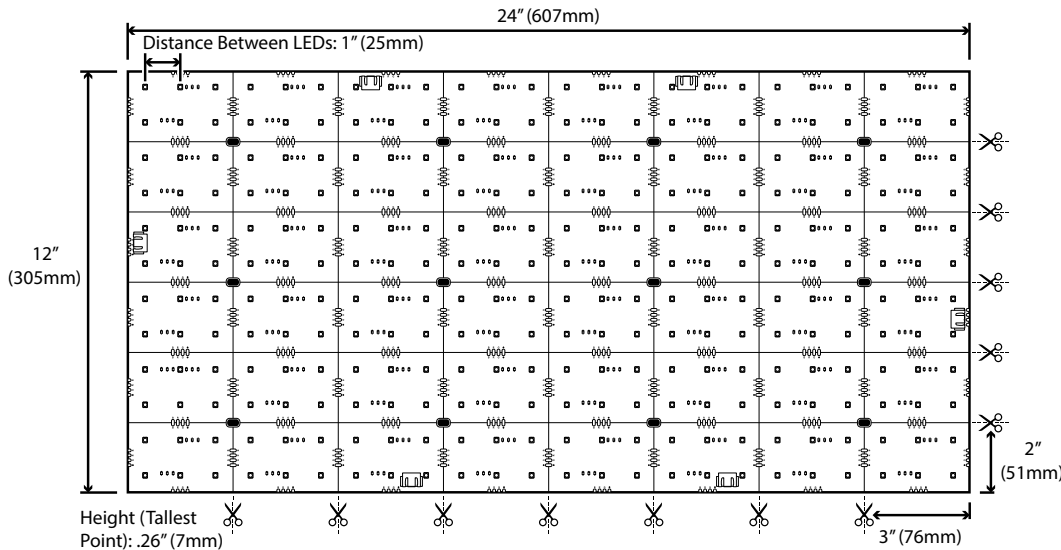 24” (607mm)
Distance Between LEDs: 1” (25mm)
12”
(305mm)
2”
(51mm)
Height (Tallest
Point): .26” (7mm)
3” (76mm)